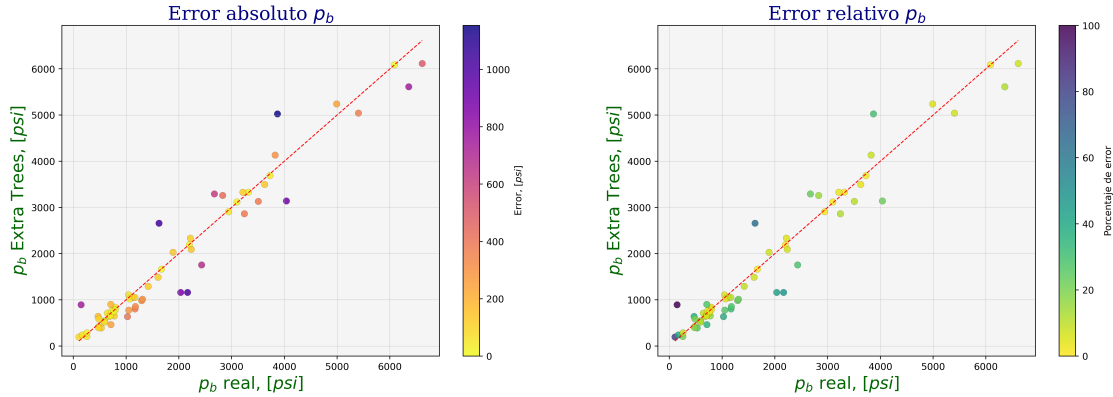 Error absoluto p_b
6000
5000
4000
3000
2000
1000
0
p_b Extra Trees, [psi]
0 1000 2000 3000 4000 5000 6000
p_b real, [psi]
1000
800
600
400
200
0
Error, [psi]
Error relativo p_b
6000
5000
4000
3000
2000
1000
0
p_b Extra Trees, [psi]
0 1000 2000 3000 4000 5000 6000
p_b real, [psi]
100
80
60
40
20
0
Porcentaje de error